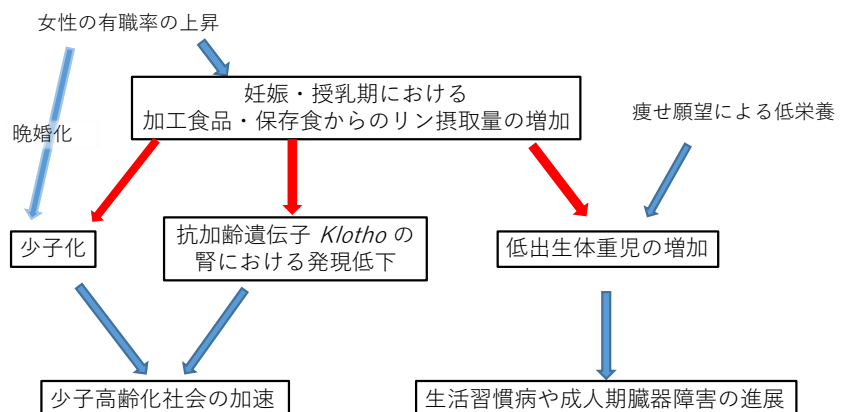 女性の有職率の上昇
妊娠・授乳期における
加工食品・保存食からのリン摂取量の増加
痩せ願望による低栄養
晩婚化
少子化
抗加齢遺伝子 Klotho の
腎における発現低下
低出生体重児の増加
少子高齢化社会の加速
生活習慣病や成人期臓器障害の進展